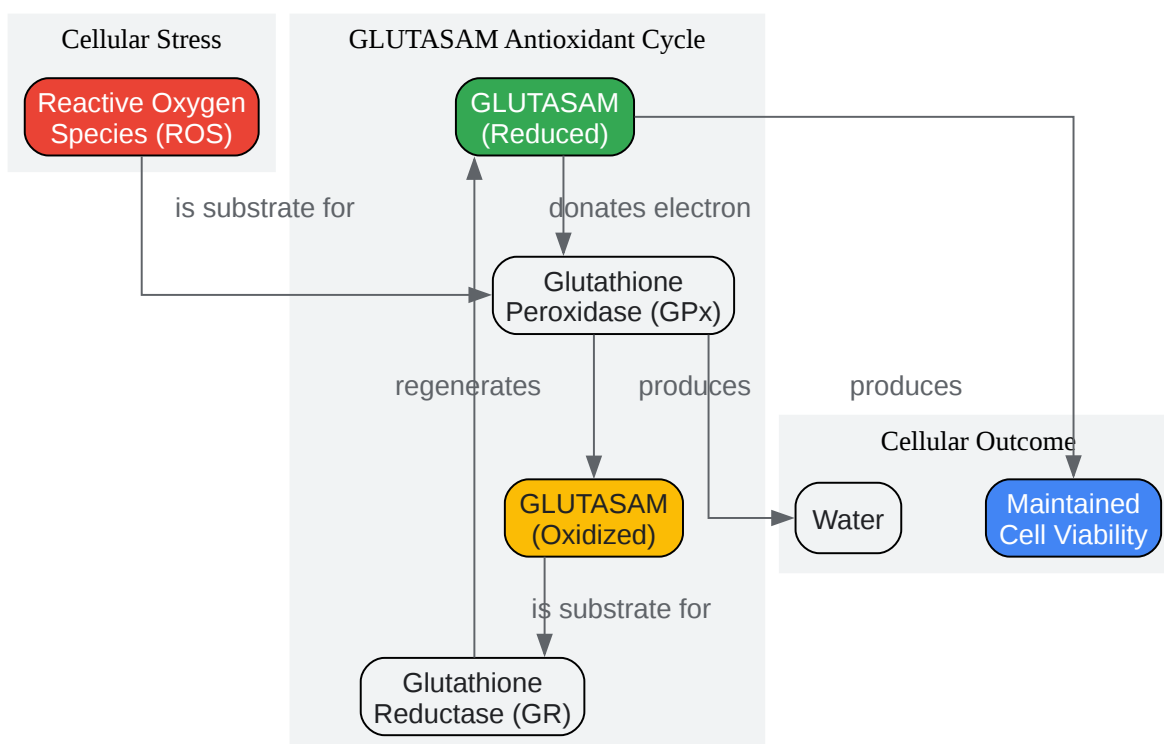 Cellular Stress
GLUTASAM Antioxidant Cycle
Reactive Oxygen
Species (ROS)
GLUTASAM
(Reduced)
is substrate for
donates electron
Glutathione
Peroxidase (GPx)
regenerates
produces
produces
Cellular Outcome
GLUTASAM
(Oxidized)
Water
Maintained
Cell Viability
is substrate for
Glutathione
Reductase (GR)